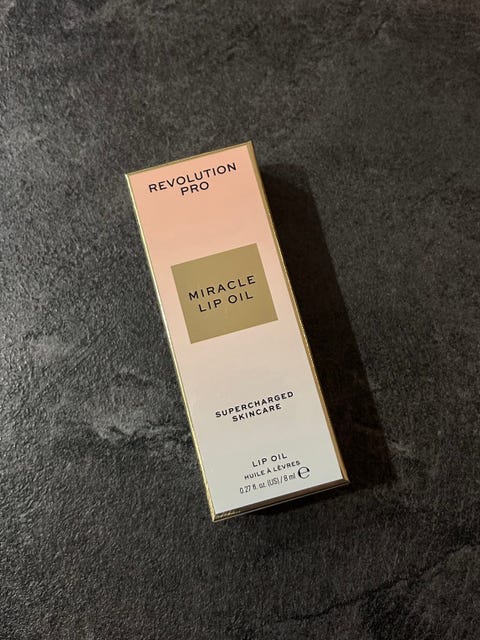 REVOLUTION
PRO
MIRACLE
LIP OIL
SUPERCHARGED
SKINCARE
LIP OIL
HUILE À LÈVRES
0.27 fl. oz. (US) / 8 ml ℮